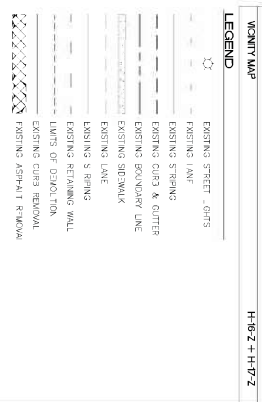 VICINITY MAP H-16-Z + H-17-Z
LEGEND
EXISTING STREET LIGHTS
EXISTING LANE
EXISTING STRIPING
EXISTING CURB & GUTTER
EXISTING BOUNDARY LINE
EXISTING SIDEWALK
EXISTING LANE
EXISTING STRIPING
EXISTING RETAINING WALL
LIMITS OF DEMOLITION
EXISTING CURB REMOVAL
EXISTING ASPHALT REMOVAL